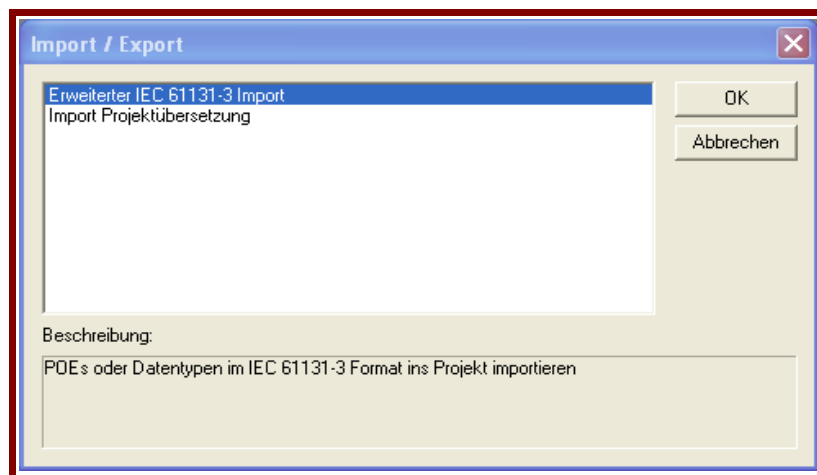 Import / Export
Erweiterter IEC 61131-3 Import
Import Projektübersetzung
OK
Abbrechen
Beschreibung:
POEs oder Datentypen im IEC 61131-3 Format ins Projekt importieren